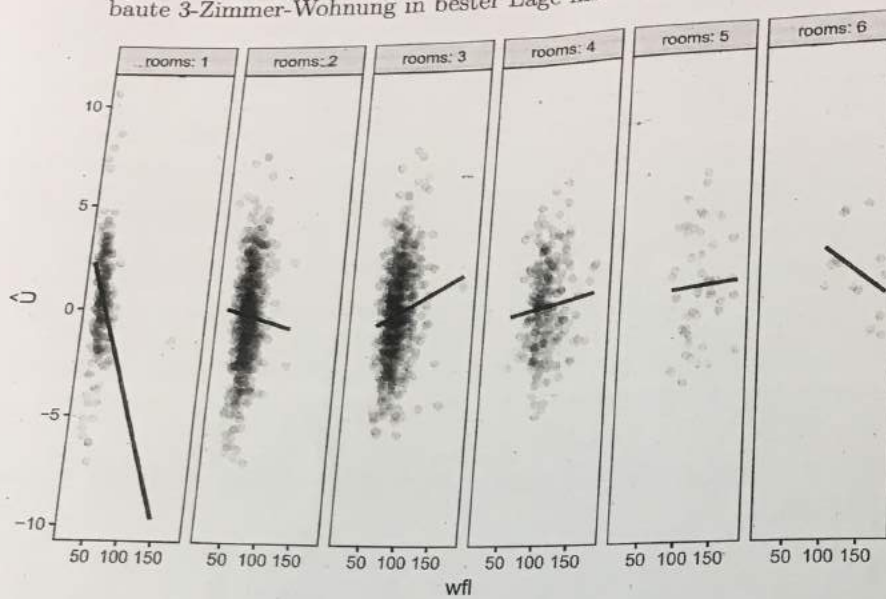 baute 3-Zimmer-Wohnung in bester Lage
rooms: 1 rooms: 2 rooms: 3 rooms: 4 rooms: 5 rooms: 6
10
5
0
−5
−10
Û
50 100 150 50 100 150 50 100 150 50 100 150 50 100 150 50 100 150
wfl